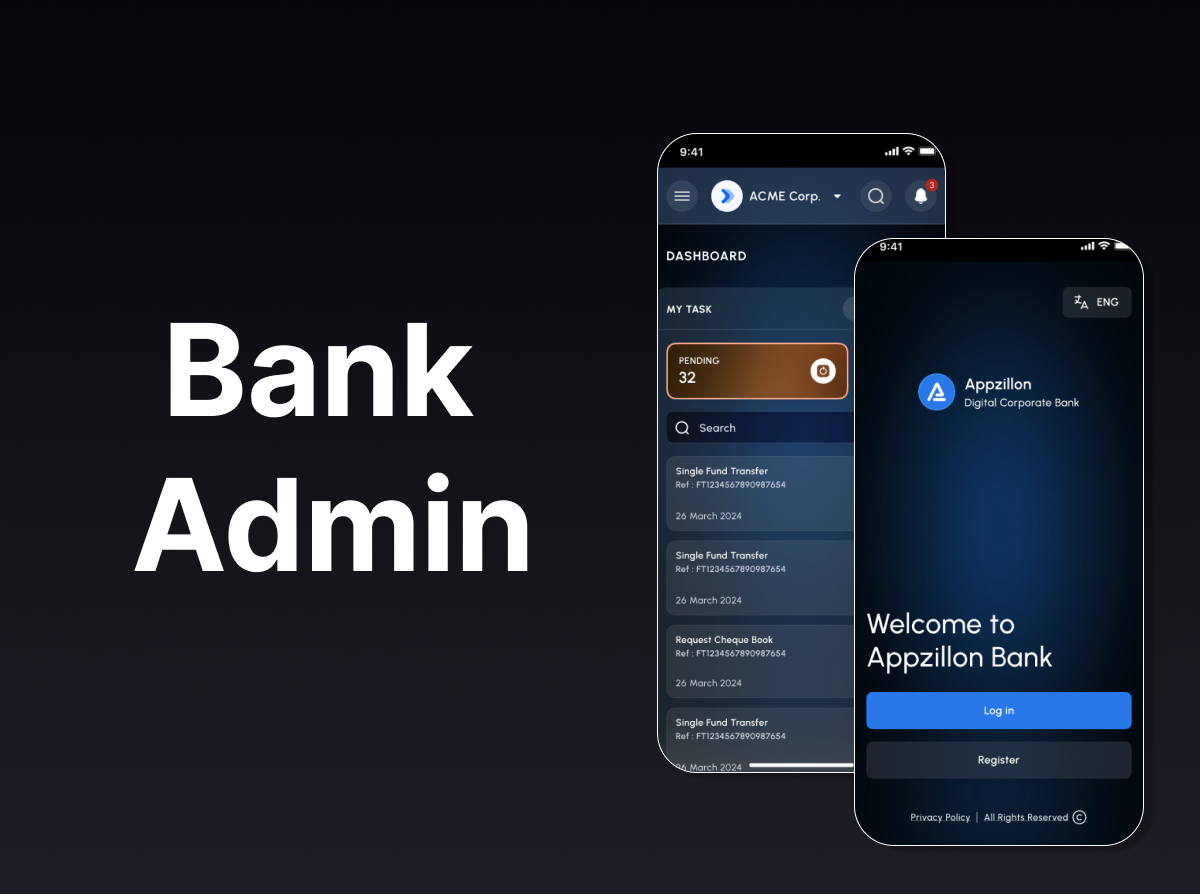 Bank
Admin
9:41
ACME Corp.
3
DASHBOARD
MY TASK
PENDING
32
Search
Single Fund Transfer
Ref : FT1234567890987654
26 March 2024
Single Fund Transfer
Ref : FT1234567890987654
26 March 2024
Request Cheque Book
Ref : FT1234567890987654
26 March 2024
Single Fund Transfer
Ref : FT1234567890987654
26 March 2024
9:41
ENG
Appzillon
Digital Corporate Bank
Welcome to
Appzillon Bank
Log in
Register
Privacy Policy | All Rights Reserved ©